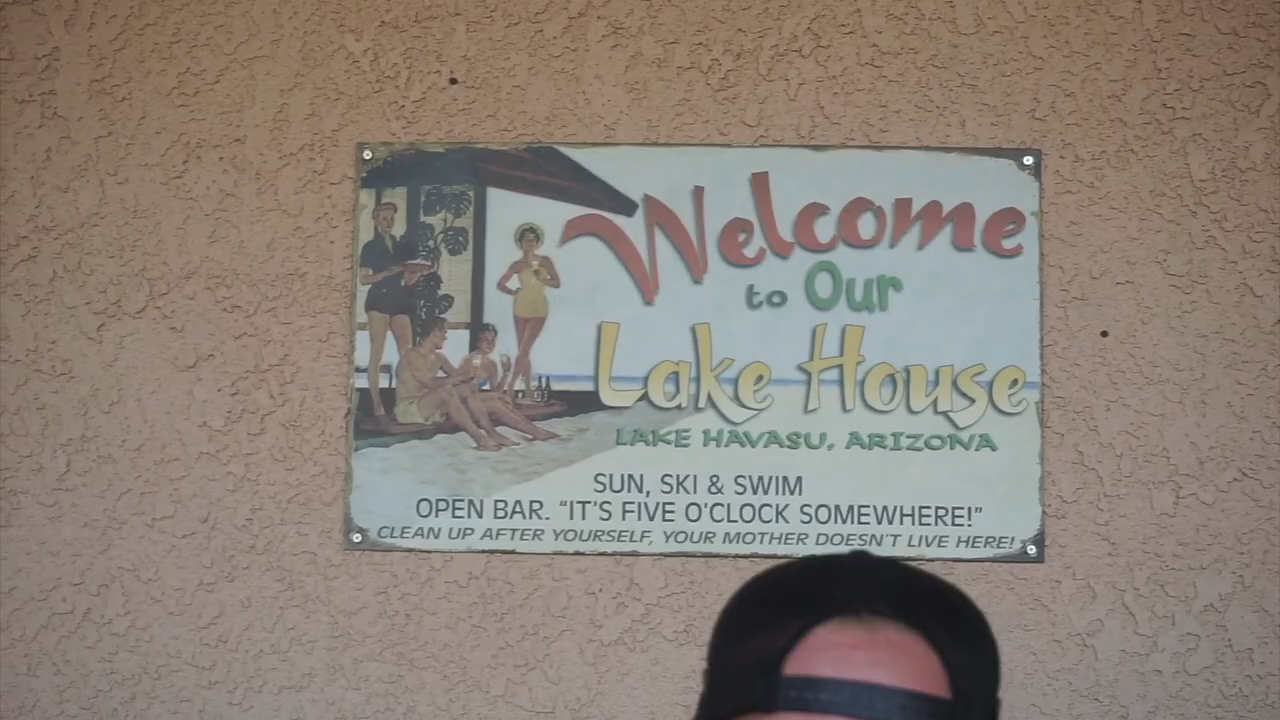 Welcome
to Our
Lake House
LAKE HAVASU, ARIZONA
SUN, SKI & SWIM
OPEN BAR. "IT'S FIVE O'CLOCK SOMEWHERE!"
CLEAN UP AFTER YOURSELF, YOUR MOTHER DOESN'T LIVE HERE!